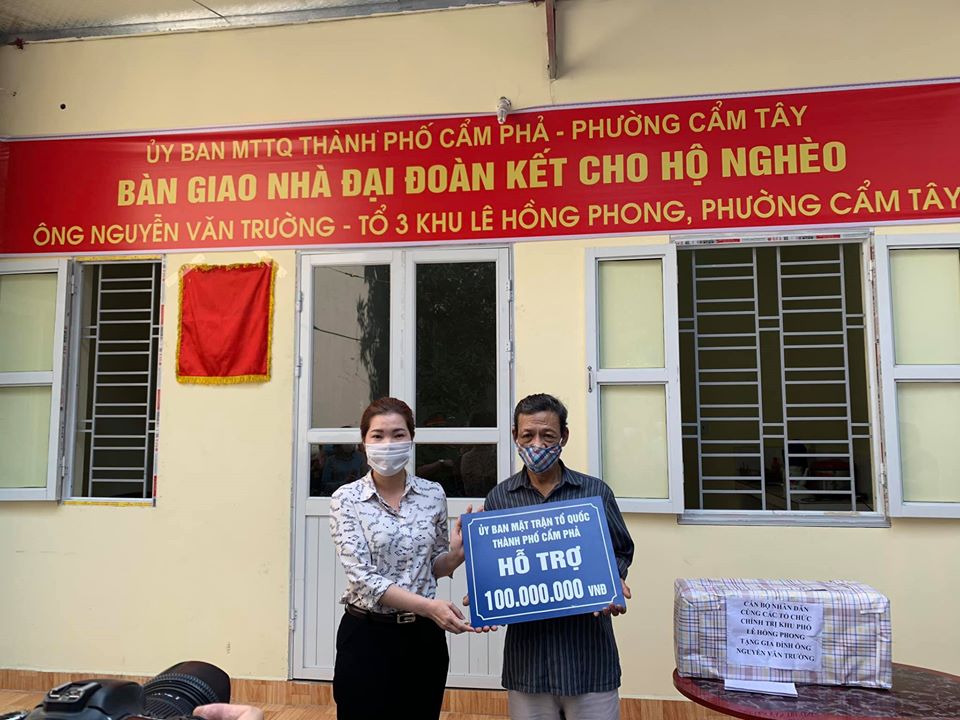 ỦY BAN MTTQ THÀNH PHỐ CẨM PHẢ - PHƯỜNG CẨM TÂY
BÀN GIAO NHÀ ĐẠI ĐOÀN KẾT CHO HỘ NGHÈO
ÔNG NGUYỄN VĂN TRƯỜNG - TỔ 3 KHU LÊ HỒNG PHONG, PHƯỜNG CẨM TÂY
ỦY BAN MẶT TRẬN TỔ QUỐC
THÀNH PHỐ CẨM PHẢ
HỖ TRỢ
100.000.000 VNĐ
CÁN BỘ NHÂN DÂN
CÙNG CÁC TỔ CHỨC
CHÍNH TRỊ KHU PHỐ
LÊ HỒNG PHONG
TẶNG GIA ĐÌNH ÔNG
NGUYỄN VĂN TRƯỜNG